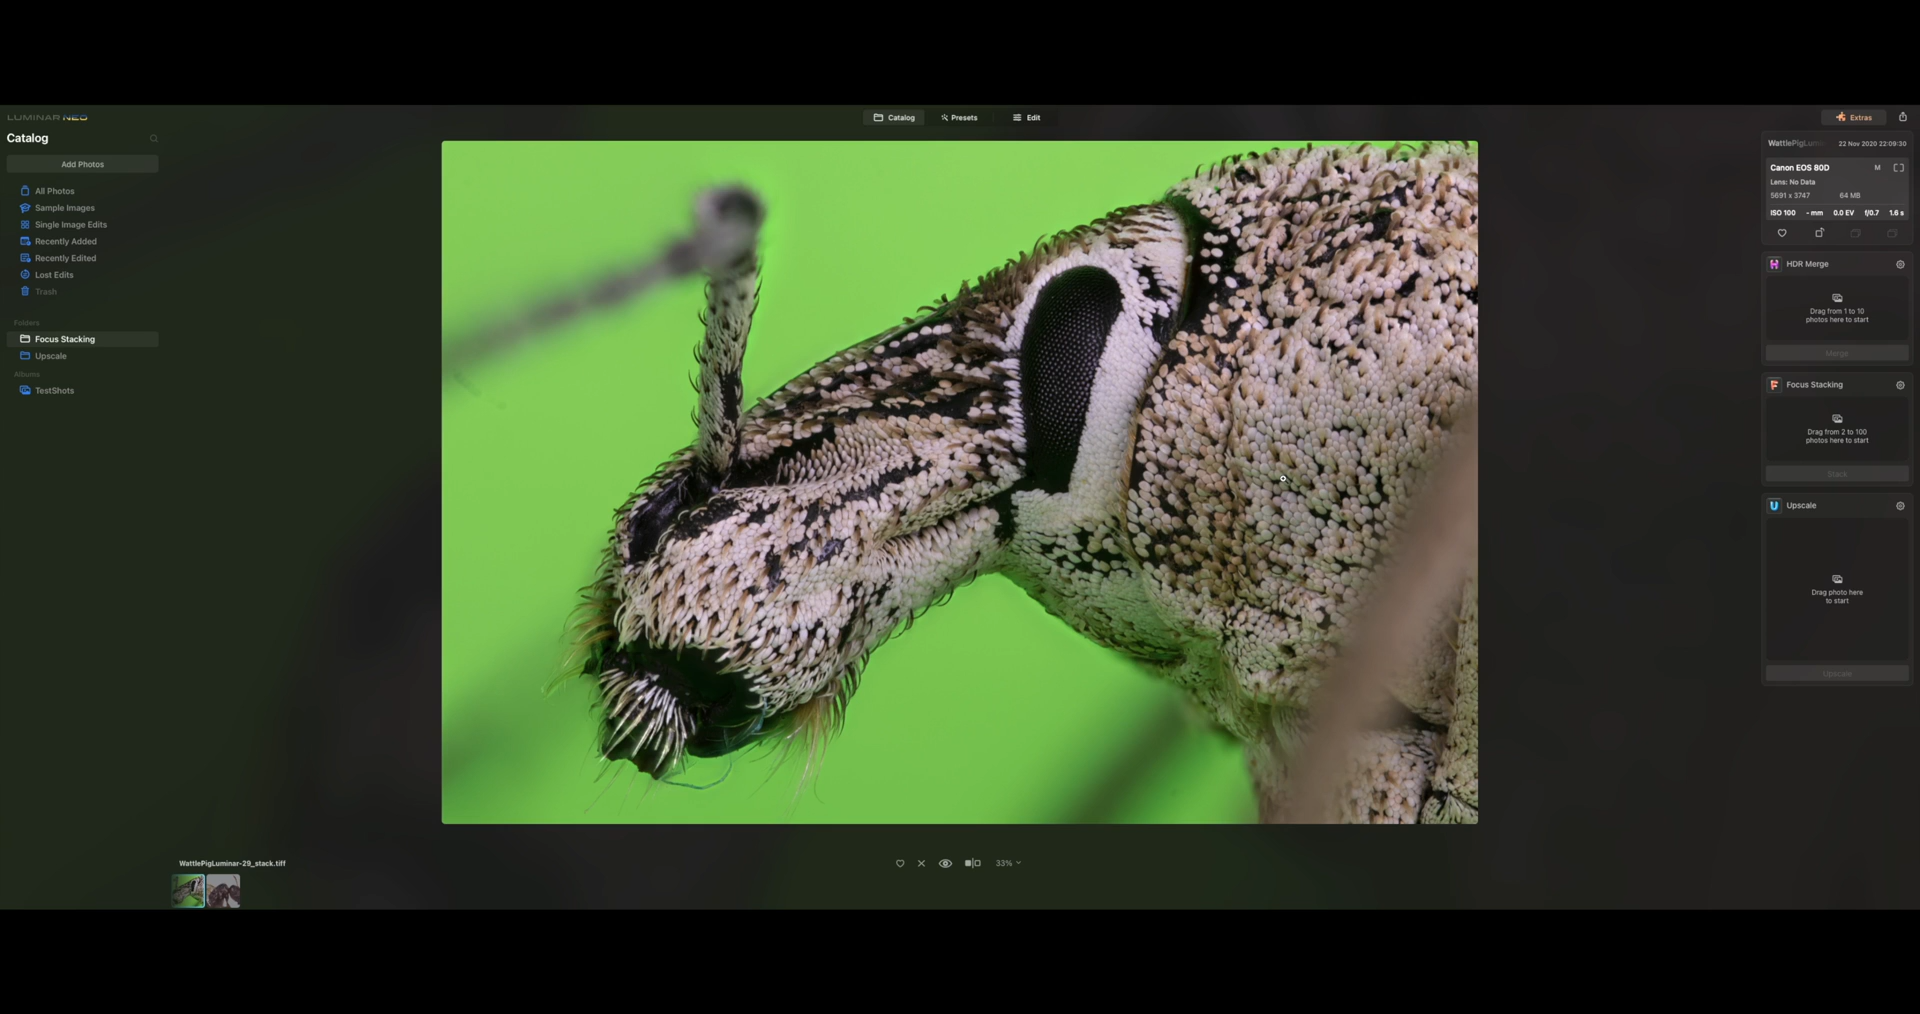 LUMINAR NEO
Catalog
Presets
Edit
Extras
Catalog
Add Photos
All Photos
Sample Images
Single Image Edits
Recently Added
Recently Edited
Lost Edits
Trash
Folders
Focus Stacking
Upscale
Albums
TestShots
WattlePigLumin
22 Nov 2020 22:09:30
Canon EOS 80D
M
Lens: No Data
5691 x 3747
64 MB
ISO 100
- mm
0.0 EV
f/0.7
1.6 s
HDR Merge
Drag from 1 to 10
photos here to start
Merge
Focus Stacking
Drag from 2 to 100
photos here to start
Stack
Upscale
Drag photo here
to start
Upscale
WattlePigLuminar-29_stack.tiff
33%